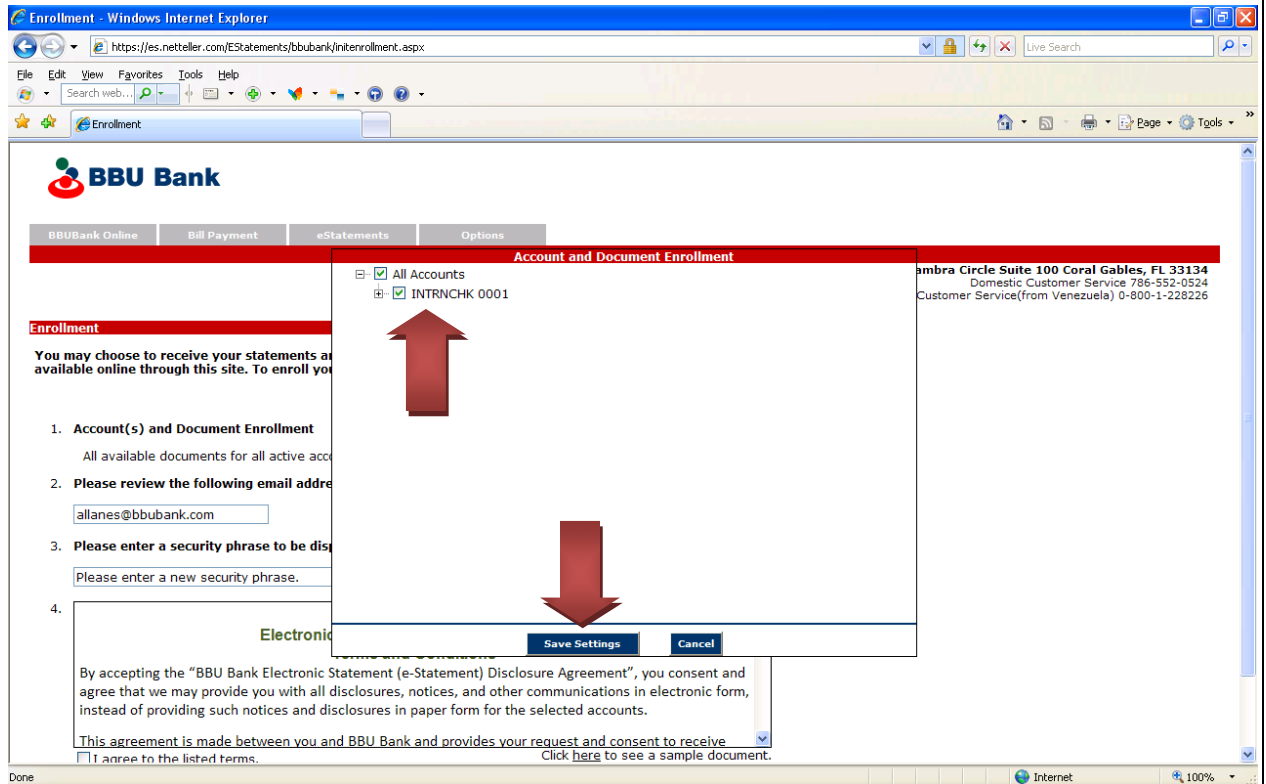 Enrollment - Windows Internet Explorer
https://es.netteller.com/EStatements/bbubank/initenrollment.aspx
Live Search
File Edit View Favorites Tools Help
Search web...
Enrollment
Page Tools
BBU Bank
BBUBank Online Bill Payment eStatements Options
Account and Document Enrollment
All Accounts
INTRNCHK 0001
ambra Circle Suite 100 Coral Gables, FL 33134
Domestic Customer Service 786-552-0524
Customer Service(from Venezuela) 0-800-1-228226
Enrollment
You may choose to receive your statements
available online through this site. To enroll
1. Account(s) and Document Enrollment
All available documents for all active
2. Please review the following email
allanes@bbubank.com
3. Please enter a security phrase to be
Please enter a new security phrase.
4.
Save Settings Cancel
Terms and Conditions
By accepting the “BBU Bank Electronic Statement (e-Statement) Disclosure Agreement”, you consent and
agree that we may provide you with all disclosures, notices, and other communications in electronic form,
instead of providing such notices and disclosures in paper form for the selected accounts.
This agreement is made between you and BBU Bank and provides your request and consent to receive
I agree to the listed terms.
Click here to see a sample document.
Done Internet 100%